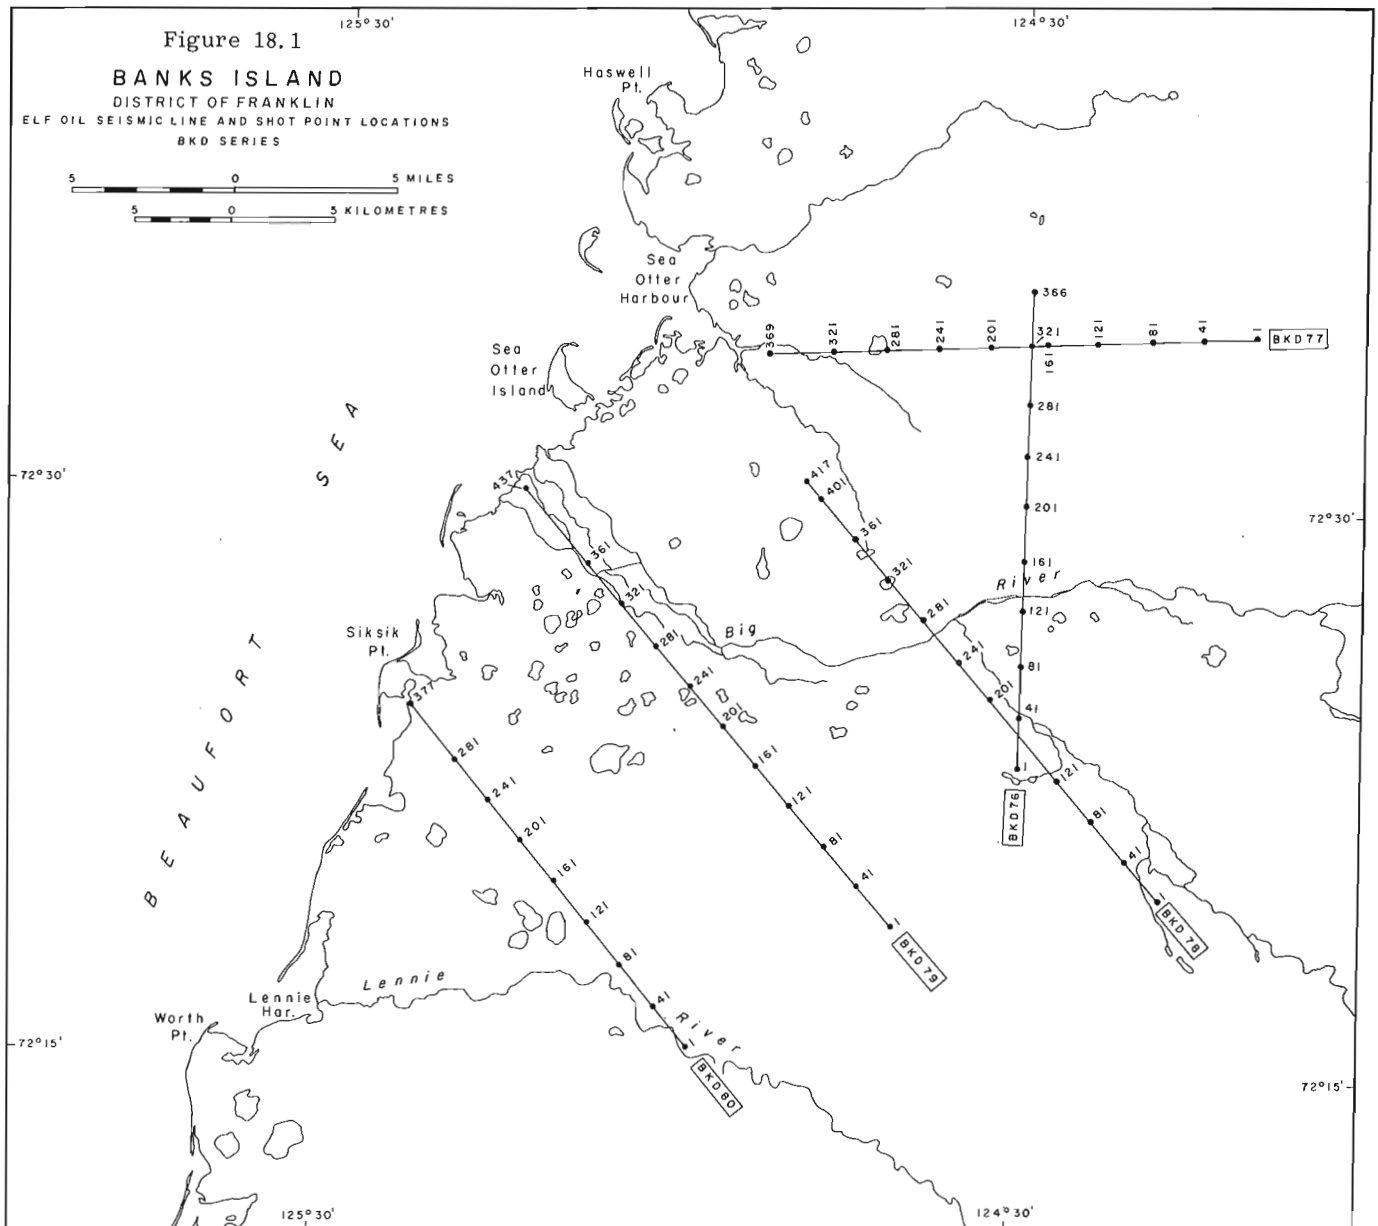 125°30'
124°30'
Figure 18.1
BANKS ISLAND
DISTRICT OF FRANKLIN
ELF OIL SEISMIC LINE AND SHOT POINT LOCATIONS
BKD SERIES
5 0 5 MILES
5 0 5 KILOMETRES
Haswell
Pt.
Sea
Otter
Harbour
Sea
Otter
Island
366
369
321
281
241
201
161
321
121
81
41
1
BKD77
281
241
201
161
121
81
41
1
BKD76
BEAUFORT SEA
72°30'
72°30'
437
361
321
281
241
201
161
121
81
41
1
BKD79
417
401
361
321
281
241
201
121
81
41
1
BKD78
Big River
Siksik
Pt.
377
281
241
201
161
121
81
41
1
BKD80
Lennie River
Lennie
Har.
Worth
Pt.
72°15'
72°15'
125°30'
124°30'